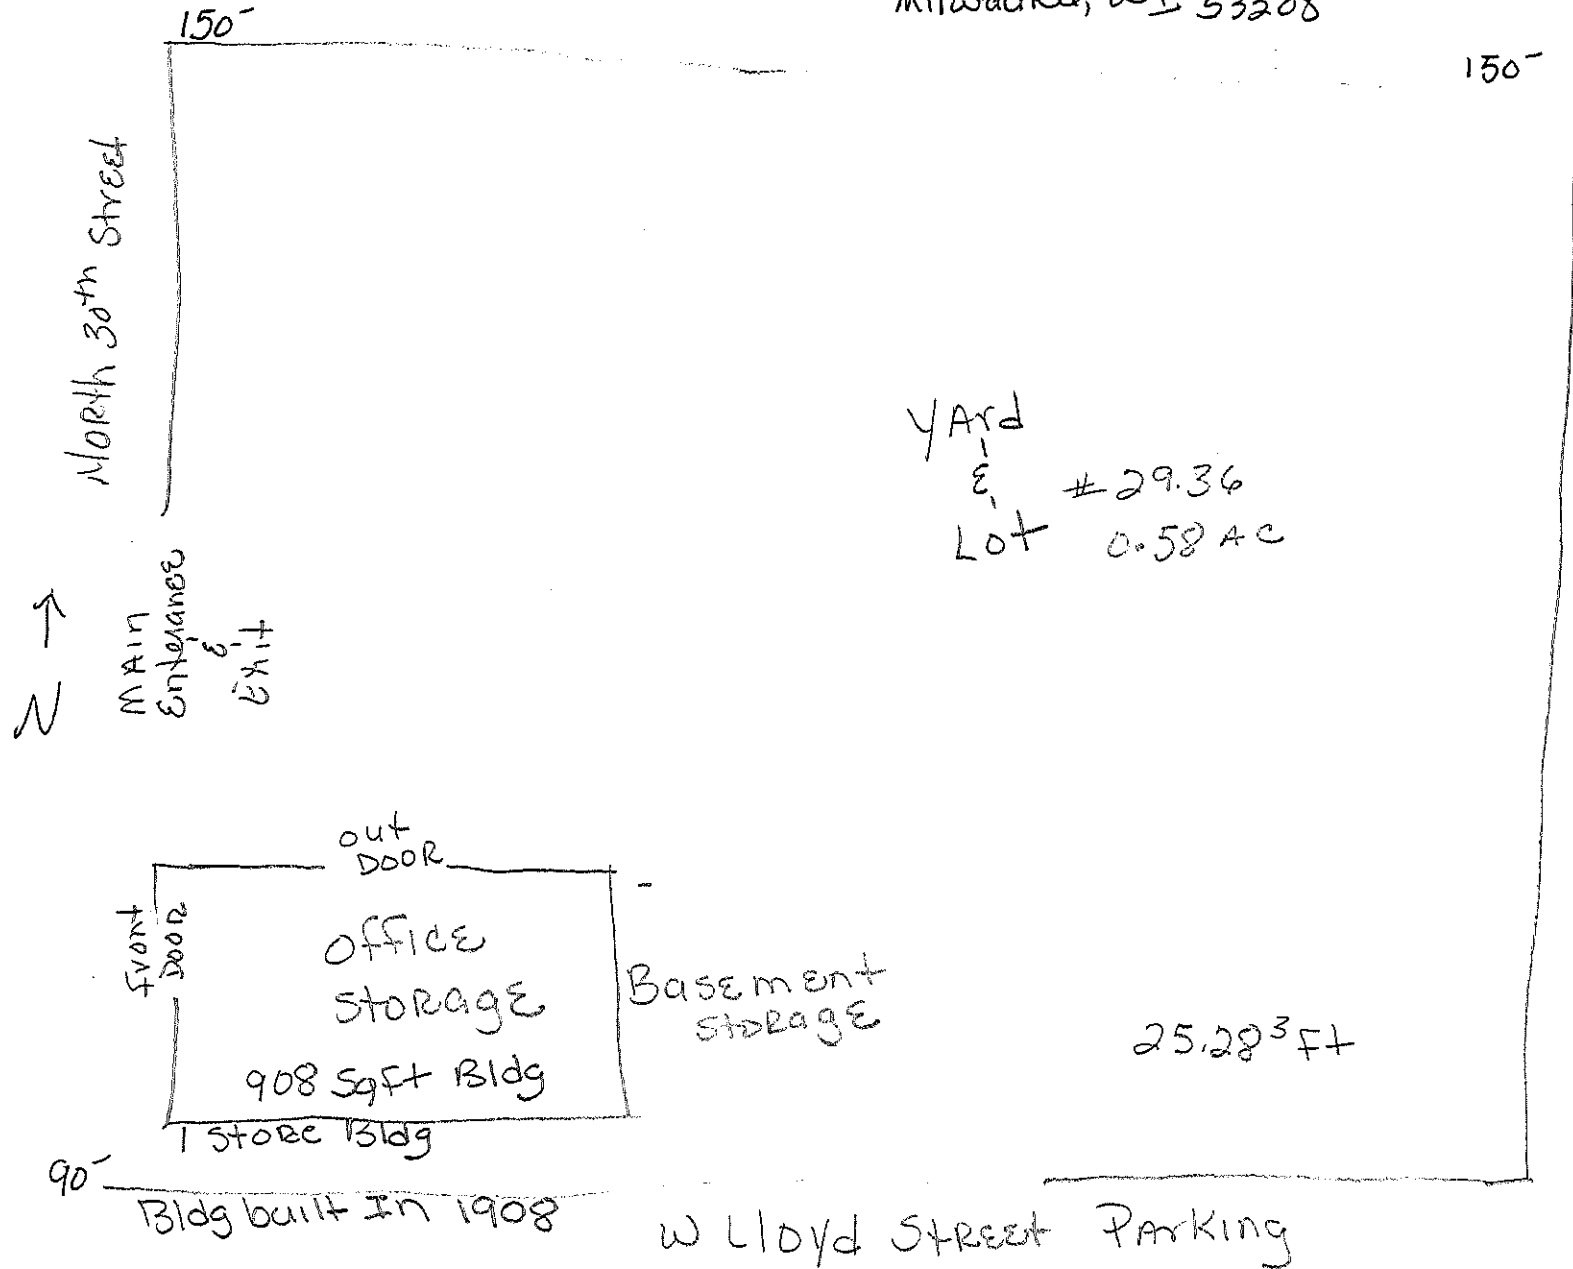 Milwaukee, WI 53208
150-
150-
North 30th Street
YArd
&
Lot
#29.36
0.58 AC
N →
MAin
Enterance
&
Exit
out
DOOR
Front
DOOR
Office
Storage
908 Sqft Bldg
Basement
Storage
25.28³ Ft
1 Store Bldg
90-
Bldg built In 1908
W Lloyd Street Parking